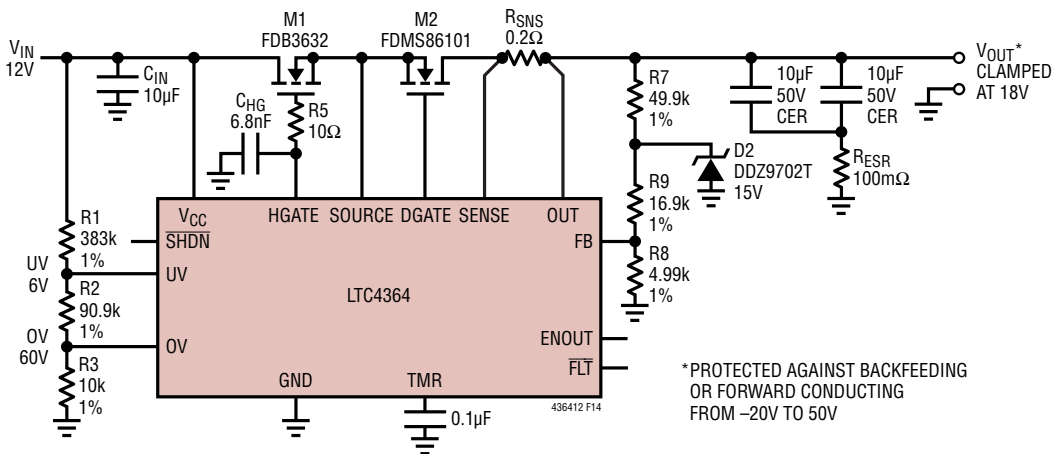 VIN
12V
CIN
10µF
M1
FDB3632
M2
FDMS86101
RSNS
0.2Ω
CHG
6.8nF
R5
10Ω
R7
49.9k
1%
10µF
50V
CER
10µF
50V
CER
VOUT*
CLAMPED
AT 18V
D2
DDZ9702T
15V
RESR
100mΩ
R9
16.9k
1%
R8
4.99k
1%
VCC
HGATE
SOURCE
DGATE
SENSE
OUT
SHDN
FB
UV
OV
LTC4364
ENOUT
FLT
GND
TMR
R1
383k
1%
UV
6V
R2
90.9k
1%
OV
60V
R3
10k
1%
0.1µF
436412 F14
*PROTECTED AGAINST BACKFEEDING
OR FORWARD CONDUCTING
FROM –20V TO 50V